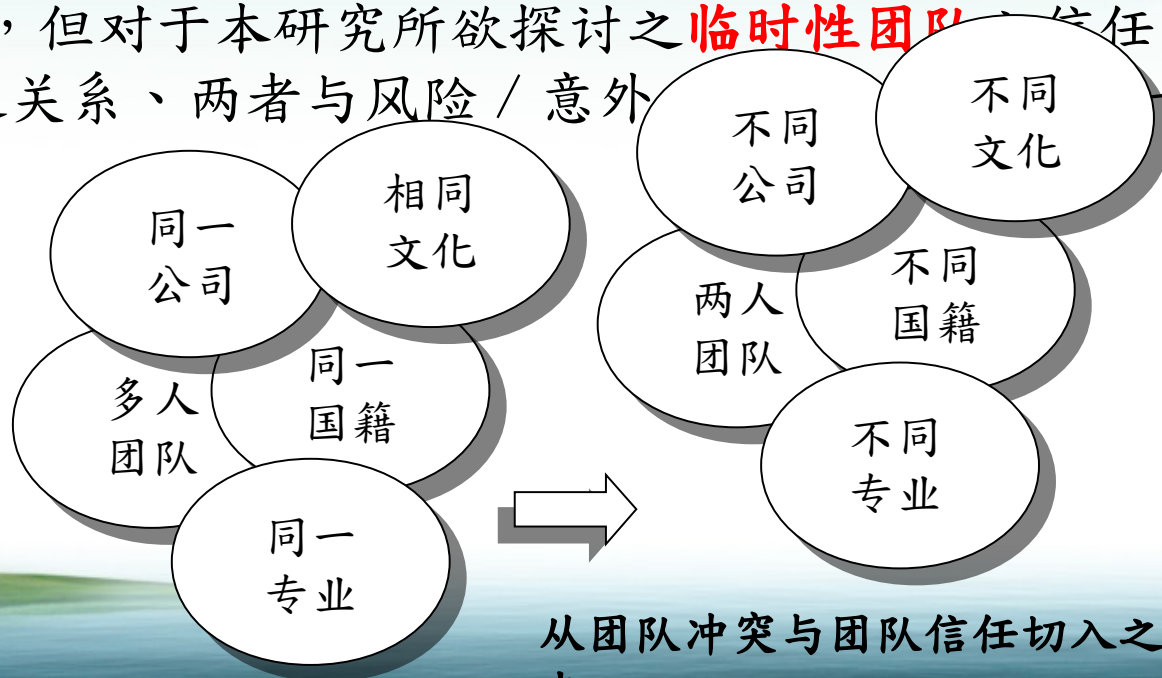 ，但对于本研究所欲探讨之临时性团队之信任
关系、两者与风险／意外
同一
公司
相同
文化
多人
团队
同一
国籍
同一
专业
不同
公司
不同
文化
两人
团队
不同
国籍
不同
专业
从团队冲突与团队信任切入之